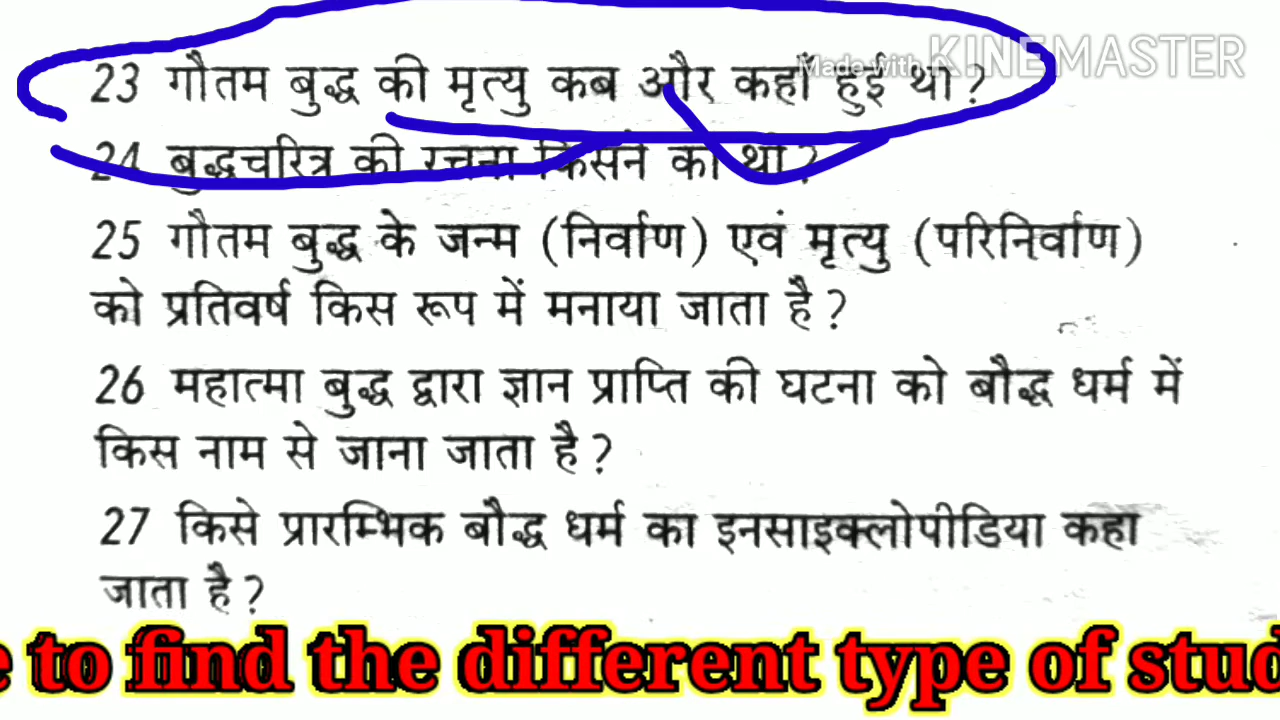 Made with KINEMASTER
23 गौतम बुद्ध की मृत्यु कब और कहाँ हुई थी?
24 बुद्धचरित्र की रचना किसने की थी?
25 गौतम बुद्ध के जन्म (निर्वाण) एवं मृत्यु (परिनिर्वाण)
को प्रतिवर्ष किस रूप में मनाया जाता है?
26 महात्मा बुद्ध द्वारा ज्ञान प्राप्ति की घटना को बौद्ध धर्म में
किस नाम से जाना जाता है?
27 किसे प्रारम्भिक बौद्ध धर्म का इनसाइक्लोपीडिया कहा
जाता है?
e to find the different type of stud